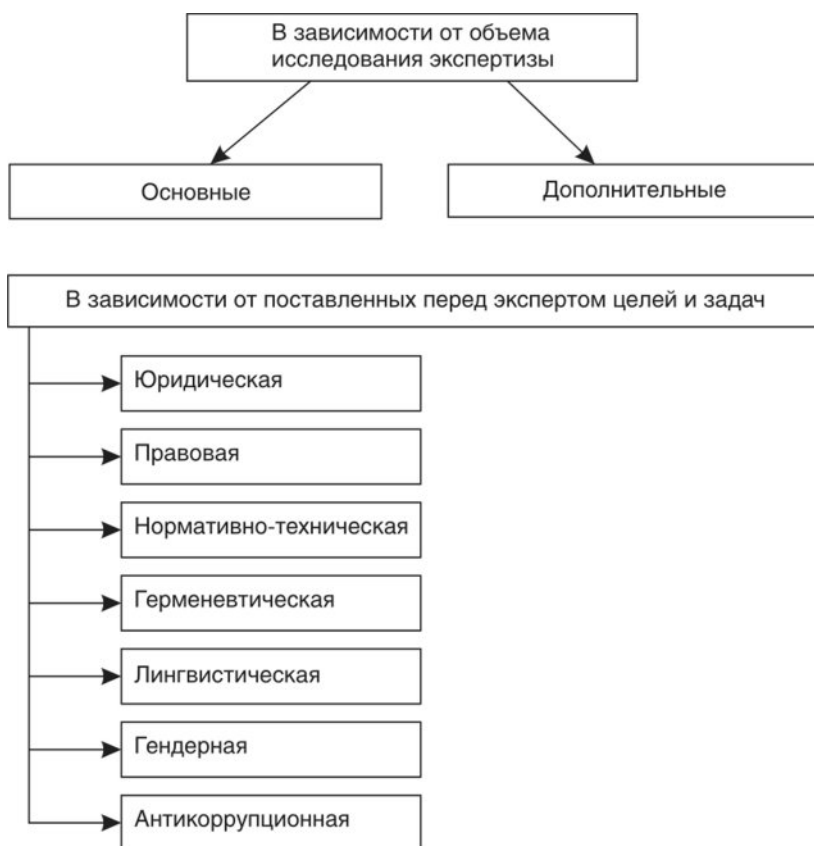 В зависимости от объема
исследования экспертизы
Основные
Дополнительные
В зависимости от поставленных перед экспертом целей и задач
Юридическая
Правовая
Нормативно-техническая
Герменевтическая
Лингвистическая
Гендерная
Антикоррупционная